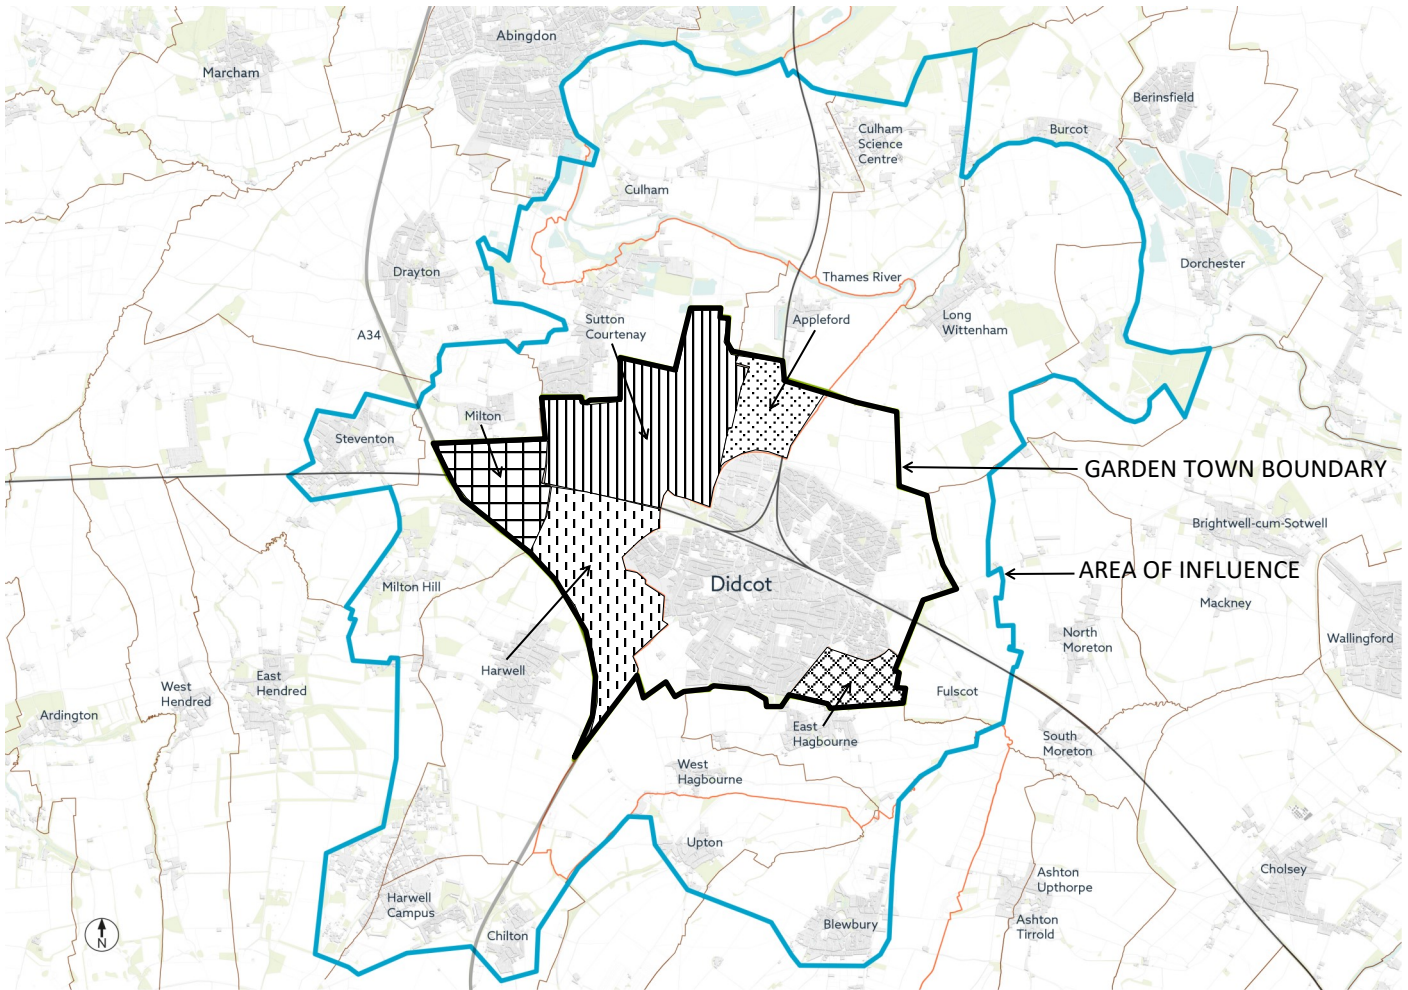 Abingdon
Marcham
Berinsfield
Burcot
Culham
Science
Centre
Culham
Dorchester
Drayton
Thames River
Sutton
Courtenay
Appleford
Long
Wittenham
A34
Milton
Steventon
GARDEN TOWN BOUNDARY
Brightwell-cum-Sotwell
AREA OF INFLUENCE
Milton Hill
Didcot
Mackney
North
Moreton
Wallingford
Harwell
East
Hendred
West
Hendred
Fulscot
Ardington
East
Hagbourne
South
Moreton
West
Hagbourne
Upton
Cholsey
Ashton
Upthorpe
Harwell
Campus
Ashton
Tirrold
Blewbury
Chilton
N